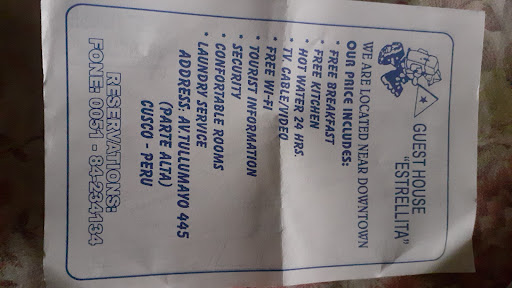 GUEST HOUSE
"ESTRELLITA"
WE ARE LOCATED NEAR DOWNTOWN
OUR PRICE INCLUDES:
• FREE BREAKFAST
• FREE KITCHEN
• HOT WATER 24 HRS.
• TV. CABLE/VIDEO
• FREE WI-FI
• TOURIST INFORMATION
• SECURITY
• CONFORTABLE ROOMS
• LAUNDRY SERVICE
ADDRESS: AV.TULLUMAYO 445
(PARTE ALTA)
CUSCO - PERU
RESERVATIONS:
FONE: 0051 - 84-234134